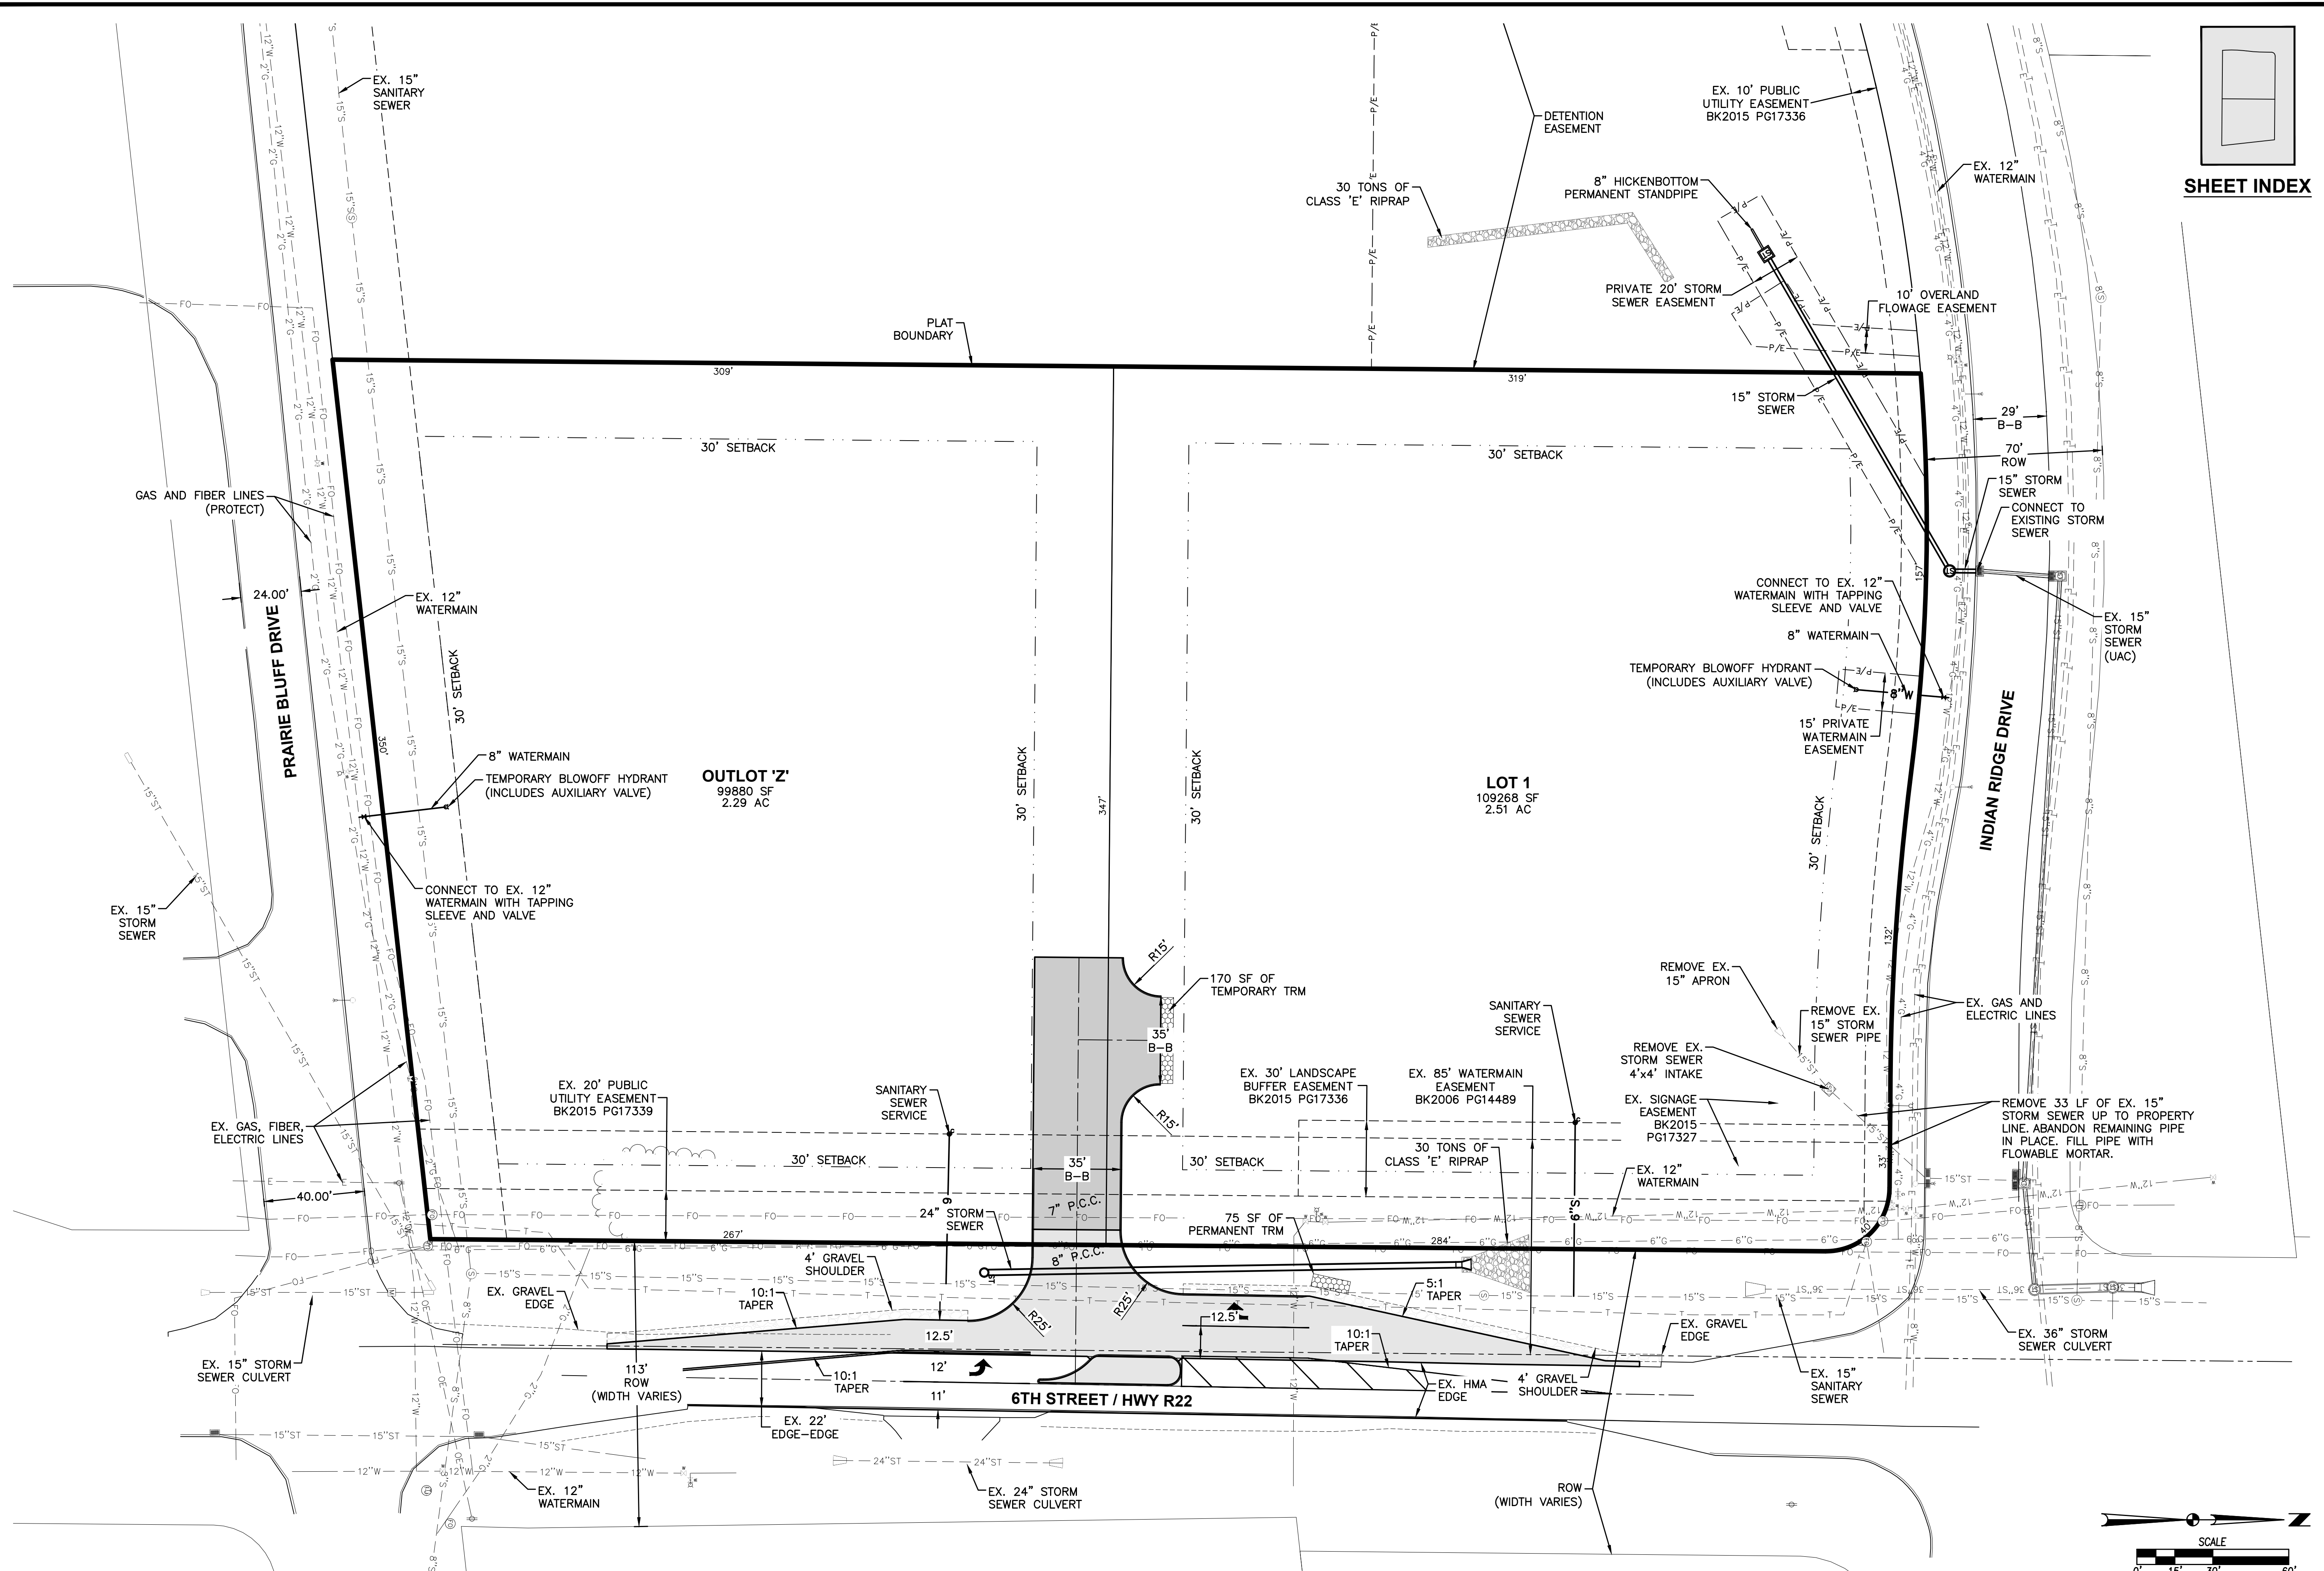 EX. 15"
SANITARY
SEWER
DETENTION
EASEMENT
EX. 10' PUBLIC
UTILITY EASEMENT
BK2015 PG17336
EX. 12"
WATERMAIN
SHEET INDEX
30 TONS OF
CLASS 'E' RIPRAP
8" HICKENBOTTOM
PERMANENT STANDPIPE
PRIVATE 20' STORM
SEWER EASEMENT
10' OVERLAND
FLOWAGE EASEMENT
PLAT
BOUNDARY
309'
319'
15" STORM
SEWER
29'
B-B
70'
ROW
30' SETBACK
30' SETBACK
GAS AND FIBER LINES
(PROTECT)
15" STORM
SEWER
CONNECT TO
EXISTING STORM
SEWER
24.00'
PRAIRIE BLUFF DRIVE
EX. 12"
WATERMAIN
157'
CONNECT TO EX. 12"
WATERMAIN WITH TAPPING
SLEEVE AND VALVE
8" WATERMAIN
EX. 15"
STORM
SEWER
(UAC)
TEMPORARY BLOWOFF HYDRANT
(INCLUDES AUXILIARY VALVE)
8"W
15' PRIVATE
WATERMAIN
EASEMENT
30' SETBACK
350'
8" WATERMAIN
TEMPORARY BLOWOFF HYDRANT
(INCLUDES AUXILIARY VALVE)
OUTLOT 'Z'
99880 SF
2.29 AC
30' SETBACK
347'
30' SETBACK
LOT 1
109268 SF
2.51 AC
30' SETBACK
INDIAN RIDGE DRIVE
CONNECT TO EX. 12"
WATERMAIN WITH TAPPING
SLEEVE AND VALVE
EX. 15"
STORM
SEWER
132'
R15'
170 SF OF
TEMPORARY TRM
35'
B-B
R15'
SANITARY
SEWER
SERVICE
REMOVE EX.
15" APRON
REMOVE EX.
15" STORM
SEWER PIPE
EX. GAS AND
ELECTRIC LINES
REMOVE EX.
STORM SEWER
4'x4' INTAKE
EX. 20' PUBLIC
UTILITY EASEMENT
BK2015 PG17339
SANITARY
SEWER
SERVICE
EX. 30' LANDSCAPE
BUFFER EASEMENT
BK2015 PG17336
EX. 85' WATERMAIN
EASEMENT
BK2006 PG14489
EX. SIGNAGE
EASEMENT
BK2015
PG17327
REMOVE 33 LF OF EX. 15"
STORM SEWER UP TO PROPERTY
LINE. ABANDON REMAINING PIPE
IN PLACE. FILL PIPE WITH
FLOWABLE MORTAR.
EX. GAS, FIBER,
ELECTRIC LINES
30' SETBACK
35'
B-B
30' SETBACK
30 TONS OF
CLASS 'E' RIPRAP
33'
EX. 12"
WATERMAIN
40.00'
6
6"S
7" P.C.C.
24" STORM
SEWER
75 SF OF
PERMANENT TRM
267'
284'
40'
8" P.C.C.
4' GRAVEL
SHOULDER
EX. GRAVEL
EDGE
10:1
TAPER
R25'
R25'
5:1
TAPER
12.5'
12.5'
10:1
TAPER
EX. GRAVEL
EDGE
EX. 36" STORM
SEWER CULVERT
EX. 15" STORM
SEWER CULVERT
113'
ROW
(WIDTH VARIES)
12'
10:1
TAPER
11'
6TH STREET / HWY R22
EX. HMA
EDGE
4' GRAVEL
SHOULDER
EX. 15"
SANITARY
SEWER
EX. 22'
EDGE-EDGE
EX. 12"
WATERMAIN
24"ST
24"ST
EX. 24" STORM
SEWER CULVERT
ROW
(WIDTH VARIES)
Z
SCALE
0' 15' 30' 60'